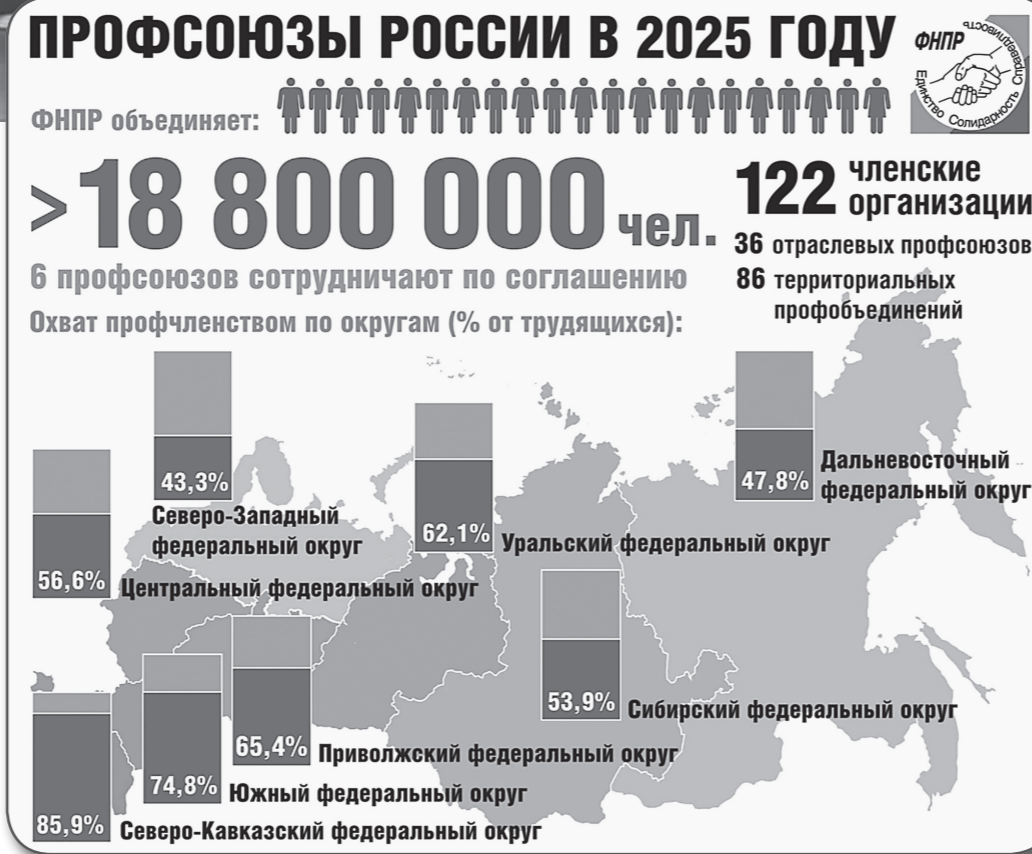 ПРОФСОЮЗЫ РОССИИ В 2025 ГОДУ
ФНПР
Единство Солидарность Справедливость
ФНПР объединяет:
>18 800 000 чел.
122 членские
организации
36 отраслевых профсоюзов
86 территориальных
профобъединений
6 профсоюзов сотрудничают по соглашению
Охват профчленством по округам (% от трудящихся):
43,3%
Северо-Западный
федеральный округ
56,6%
Центральный федеральный округ
62,1%
Уральский федеральный округ
47,8%
Дальневосточный
федеральный округ
53,9%
Сибирский федеральный округ
65,4%
Приволжский федеральный округ
74,8%
Южный федеральный округ
85,9%
Северо-Кавказский федеральный округ